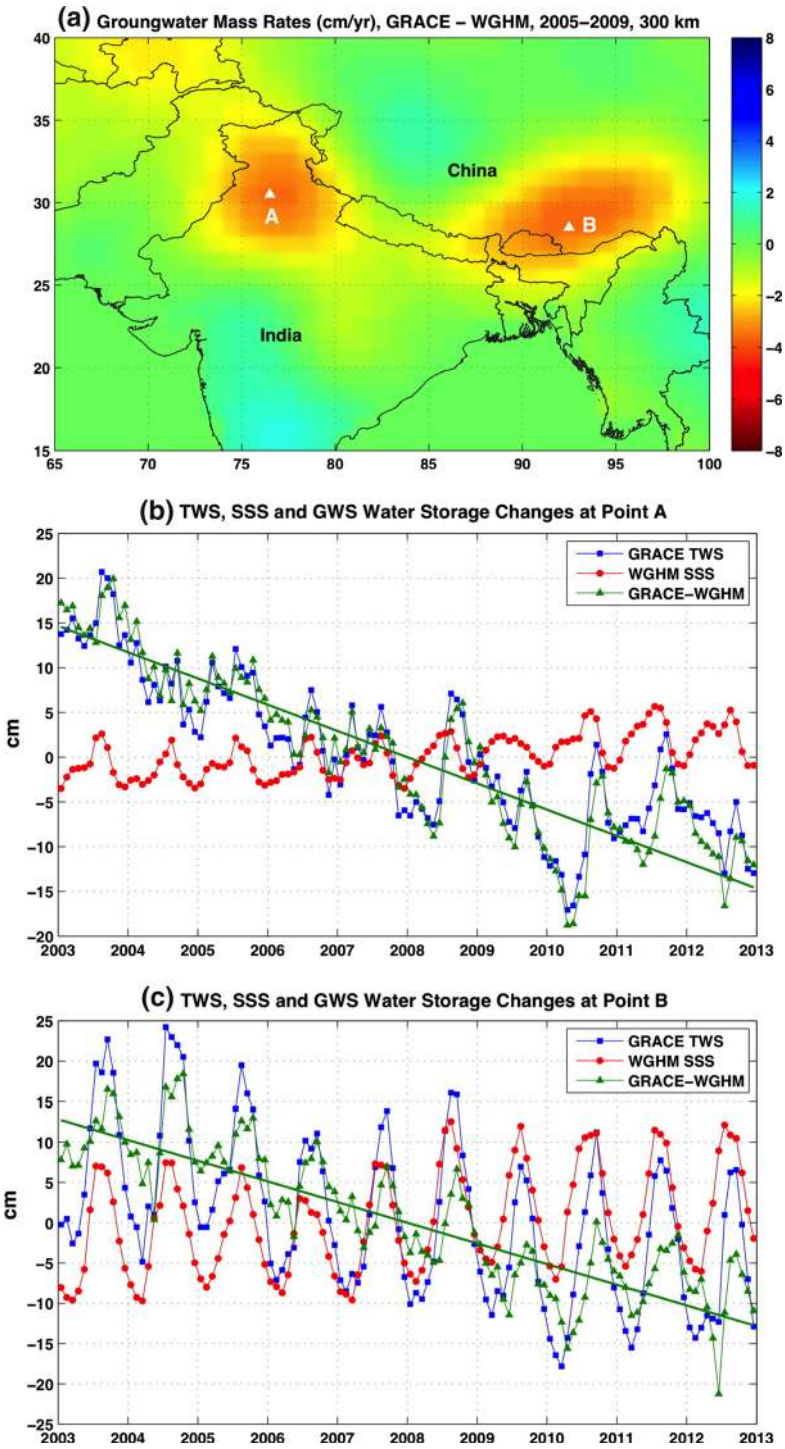 (a) Groungwater Mass Rates (cm/yr), GRACE – WGHM, 2005–2009, 300 km
40
35
30
25
20
15
65 70 75 80 85 90 95 100
China
A
B
India
8
6
4
2
0
−2
−4
−6
−8
(b) TWS, SSS and GWS Water Storage Changes at Point A
25
20
15
10
5
0
−5
−10
−15
−20
cm
GRACE TWS
WGHM SSS
GRACE−WGHM
2003 2004 2005 2006 2007 2008 2009 2010 2011 2012 2013
(c) TWS, SSS and GWS Water Storage Changes at Point B
25
20
15
10
5
0
−5
−10
−15
−20
−25
cm
GRACE TWS
WGHM SSS
GRACE−WGHM
2003 2004 2005 2006 2007 2008 2009 2010 2011 2012 2013